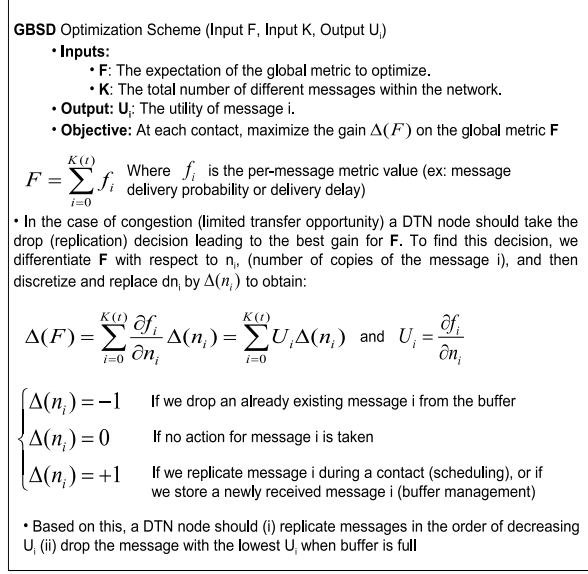 GBSD Optimization Scheme (Input F, Input K, Output Uᵢ)
• Inputs:
• F: The expectation of the global metric to optimize.
• K: The total number of different messages within the network.
• Output: Uᵢ: The utility of message i.
• Objective: At each contact, maximize the gain Δ(F) on the global metric F
F = ∑_{i=0}^{K(t)} fᵢ Where fᵢ is the per-message metric value (ex: message
delivery probability or delivery delay)
• In the case of congestion (limited transfer opportunity) a DTN node should take the
drop (replication) decision leading to the best gain for F. To find this decision, we
differentiate F with respect to nᵢ, (number of copies of the message i), and then
discretize and replace dnᵢ by Δ(nᵢ) to obtain:
Δ(F) = ∑_{i=0}^{K(t)} ∂fᵢ/∂nᵢ Δ(nᵢ) = ∑_{i=0}^{K(t)} UᵢΔ(nᵢ) and Uᵢ = ∂fᵢ/∂nᵢ
Δ(nᵢ) = −1 If we drop an already existing message i from the buffer
Δ(nᵢ) = 0 If no action for message i is taken
Δ(nᵢ) = +1 If we replicate message i during a contact (scheduling), or if
we store a newly received message i (buffer management)
• Based on this, a DTN node should (i) replicate messages in the order of decreasing
Uᵢ (ii) drop the message with the lowest Uᵢ when buffer is full